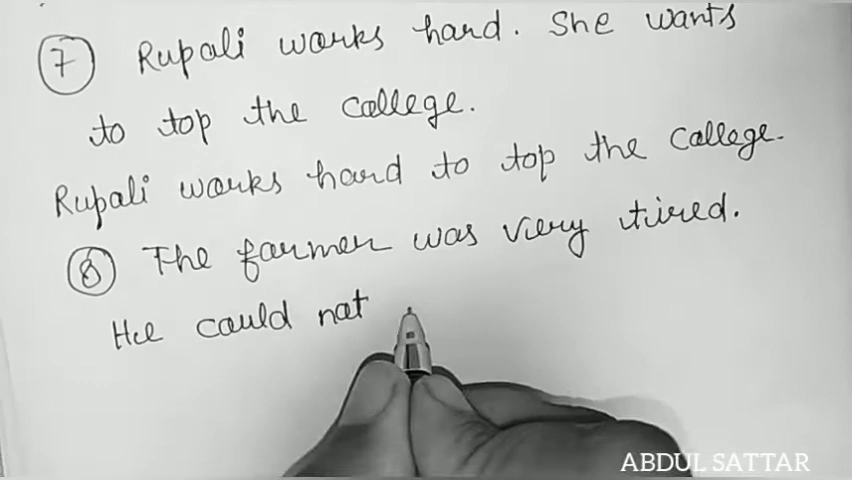 7 Rupali works hard. She wants
to top the college.
Rupali works hard to top the college.
8 The farmer was very tired.
He could not
ABDUL SATTAR